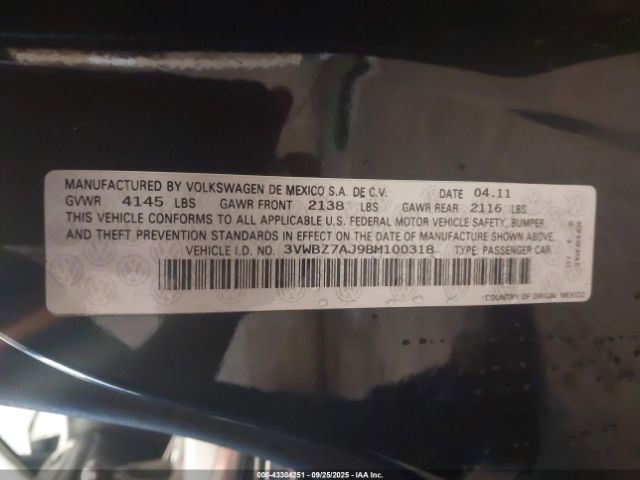 MANUFACTURED BY VOLKSWAGEN DE MEXICO S.A. DE C.V. DATE 04.11
GVWR 4145 LBS GAWR FRONT 2138 LBS GAWR REAR 2116 LBS
THIS VEHICLE CONFORMS TO ALL APPLICABLE U.S. FEDERAL MOTOR VEHICLE SAFETY, BUMPER,
AND THEFT PREVENTION STANDARDS IN EFFECT ON THE DATE OF MANUFACTURE SHOWN ABOVE.
VEHICLE I.D. NO. 3VWBZ7AJ9BM100318 TYPE: PASSENGER CAR
COUNTRY OF ORIGIN: MEXICO
000-43304251 09/25/2025 IAA Inc.